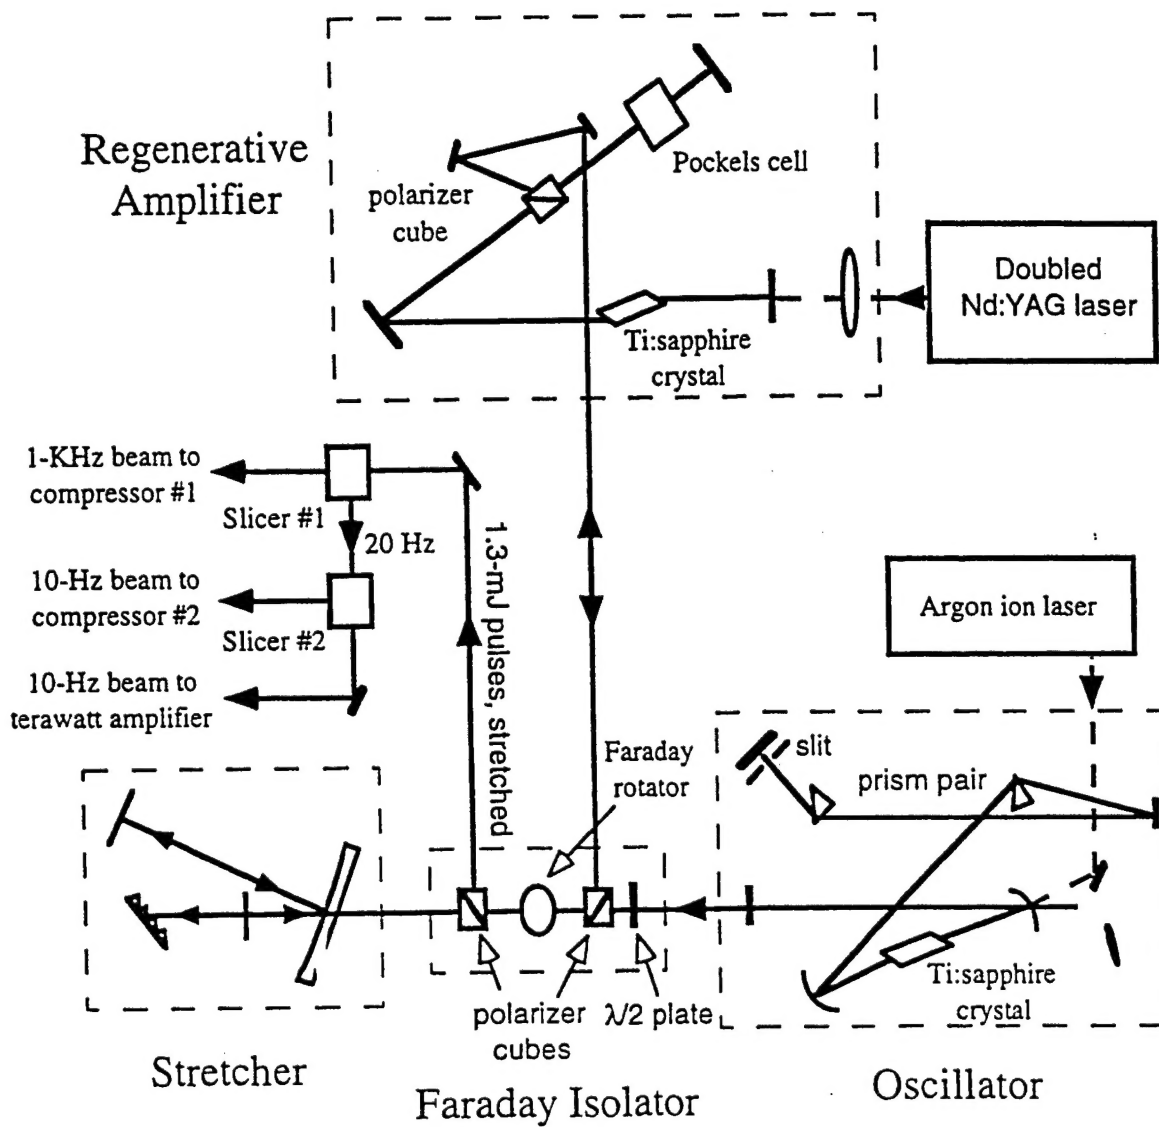 Regenerative
Amplifier
polarizer
cube
Pockels cell
Ti:sapphire
crystal
Doubled
Nd:YAG laser
1-KHz beam to
compressor #1
Slicer #1
20 Hz
10-Hz beam to
compressor #2
Slicer #2
10-Hz beam to
terawatt amplifier
1.3-mJ pulses, stretched
Argon ion laser
Faraday
rotator
slit
prism pair
Ti:sapphire
crystal
polarizer
cubes
λ/2 plate
Stretcher
Faraday Isolator
Oscillator